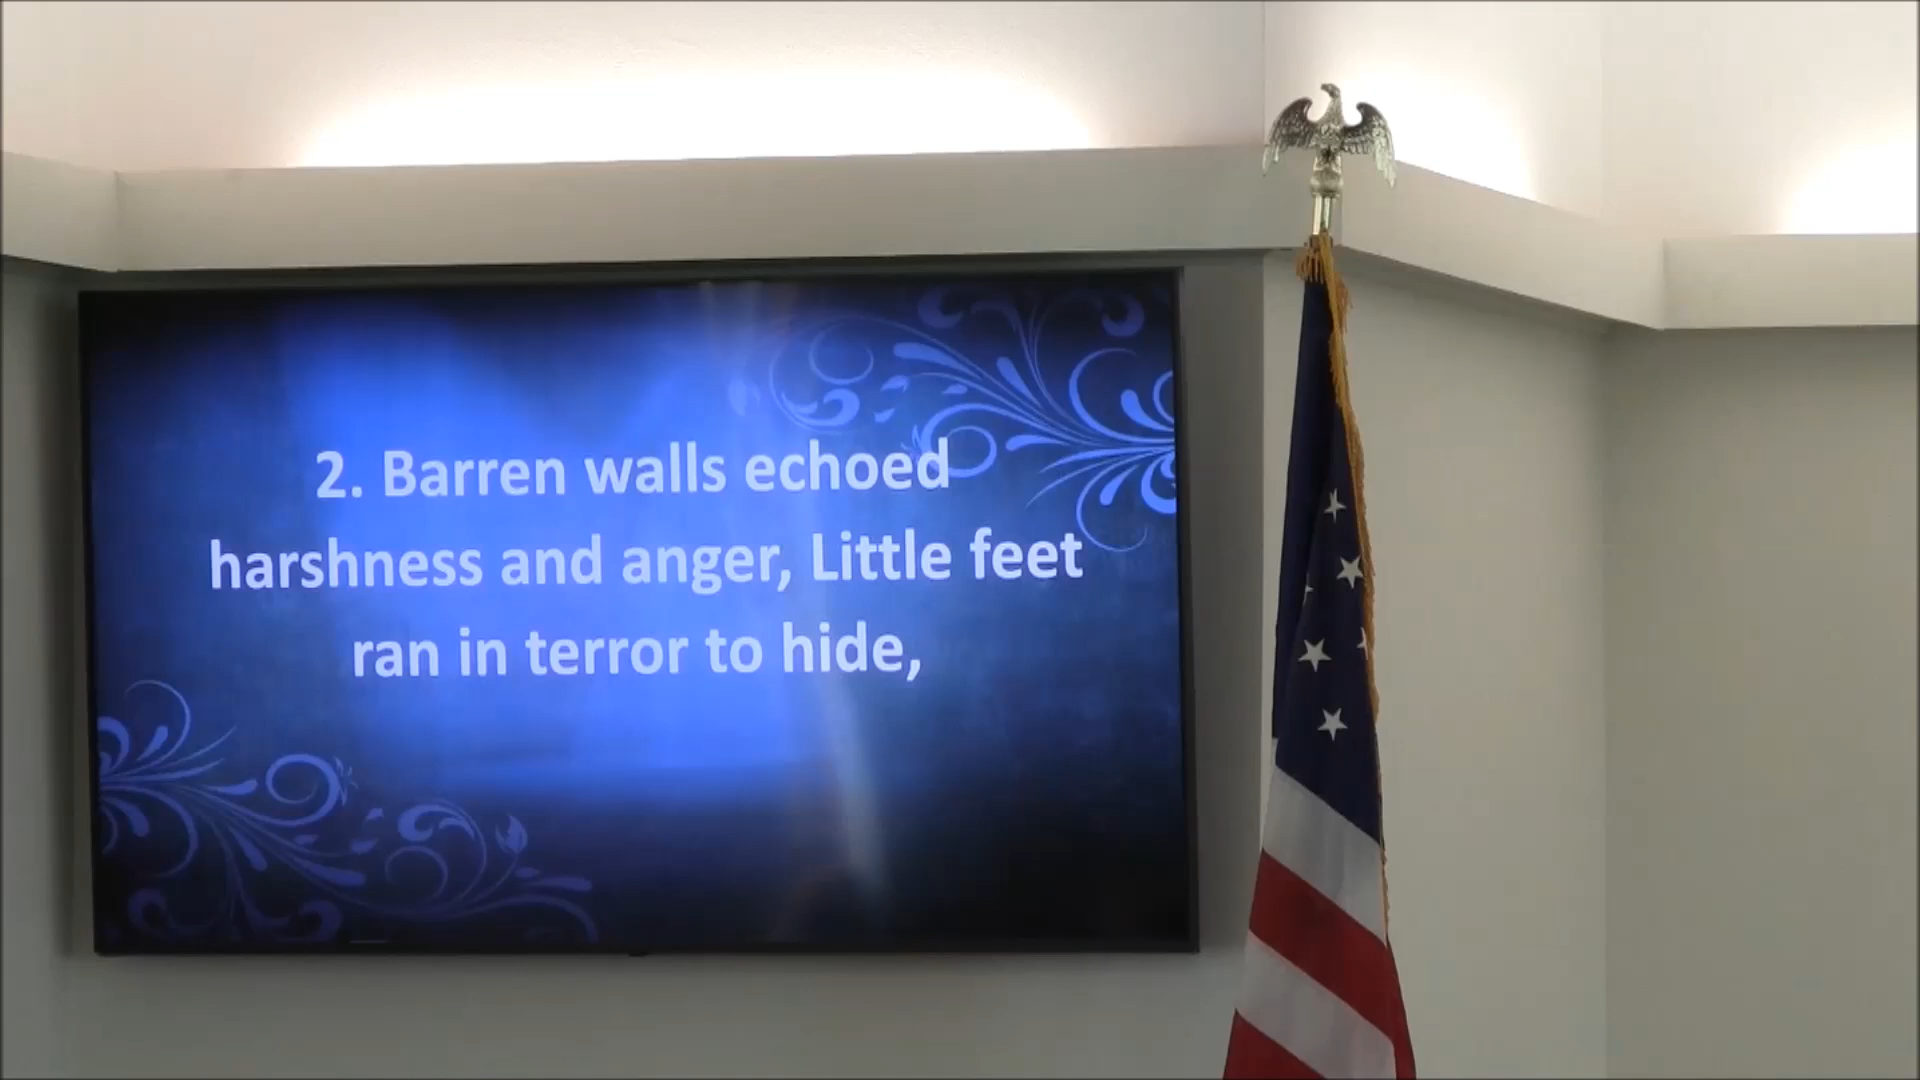 2. Barren walls echoed
harshness and anger, Little feet
ran in terror to hide,